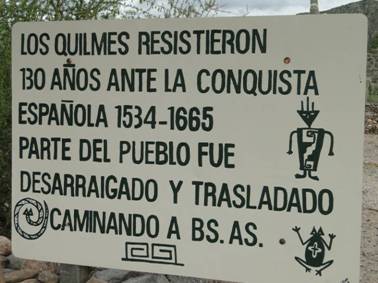 LOS QUILMES RESISTIERON
130 AÑOS ANTE LA CONQUISTA
ESPAÑOLA 1534-1665
PARTE DEL PUEBLO FUE
DESARRAIGADO Y TRASLADADO
CAMINANDO A BS. AS.